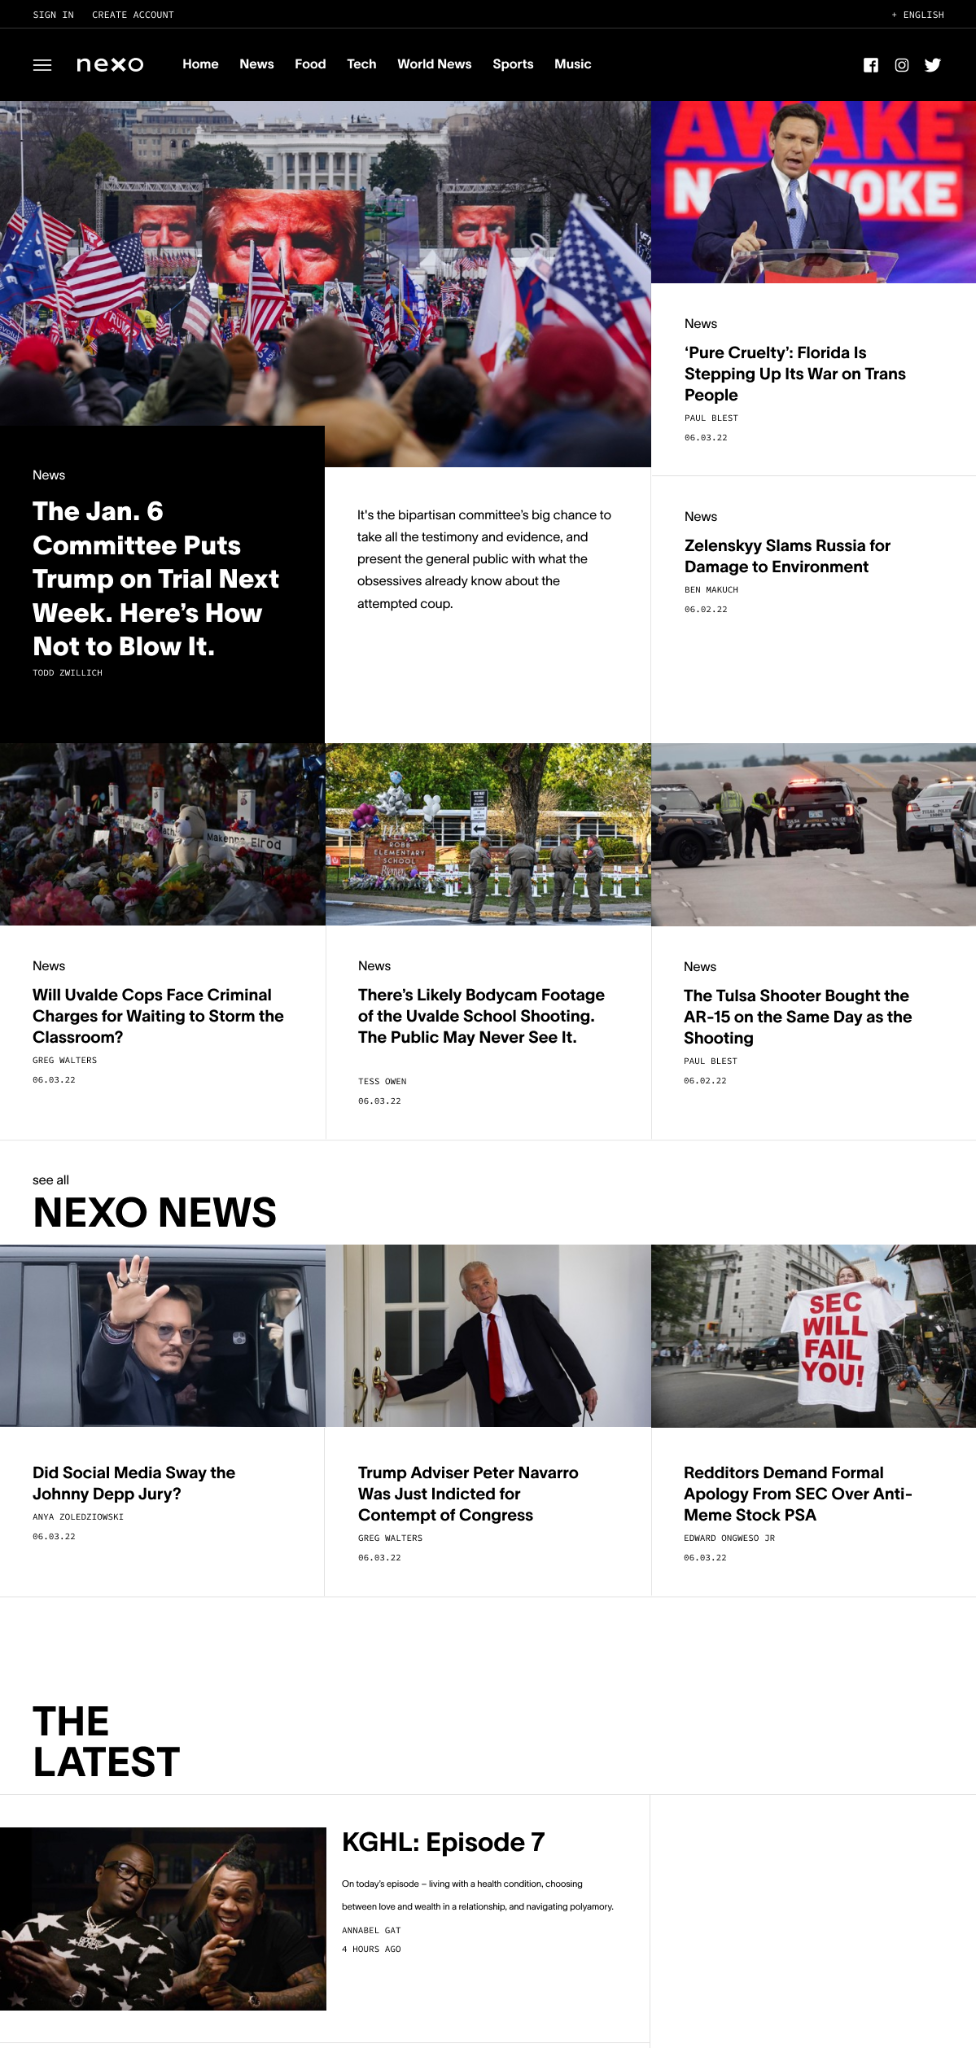 SIGN IN CREATE ACCOUNT + ENGLISH
nexo Home News Food Tech World News Sports Music
AWAKE
NOT WOKE
News
‘Pure Cruelty’: Florida Is
Stepping Up Its War on Trans
People
PAUL BLEST
06.03.22
News
The Jan. 6
Committee Puts
Trump on Trial Next
Week. Here’s How
Not to Blow It.
TODD ZWILLICH
It's the bipartisan committee’s big chance to
take all the testimony and evidence, and
present the general public with what the
obsessives already know about the
attempted coup.
News
Zelenskyy Slams Russia for
Damage to Environment
BEN MAKUCH
06.02.22
Makenna Elrod
ROBB
ELEMENTARY
SCHOOL
News
Will Uvalde Cops Face Criminal
Charges for Waiting to Storm the
Classroom?
GREG WALTERS
06.03.22
News
There’s Likely Bodycam Footage
of the Uvalde School Shooting.
The Public May Never See It.
TESS OWEN
06.03.22
News
The Tulsa Shooter Bought the
AR-15 on the Same Day as the
Shooting
PAUL BLEST
06.02.22
see all
NEXO NEWS
SEC
WILL
FAIL
YOU!
Did Social Media Sway the
Johnny Depp Jury?
ANYA ZOLEDZIOWSKI
06.03.22
Trump Adviser Peter Navarro
Was Just Indicted for
Contempt of Congress
GREG WALTERS
06.03.22
Redditors Demand Formal
Apology From SEC Over Anti-
Meme Stock PSA
EDWARD ONGWESO JR
06.03.22
THE
LATEST
KGHL: Episode 7
On today’s episode – living with a health condition, choosing
between love and wealth in a relationship, and navigating polyamory.
ANNABEL GAT
4 HOURS AGO